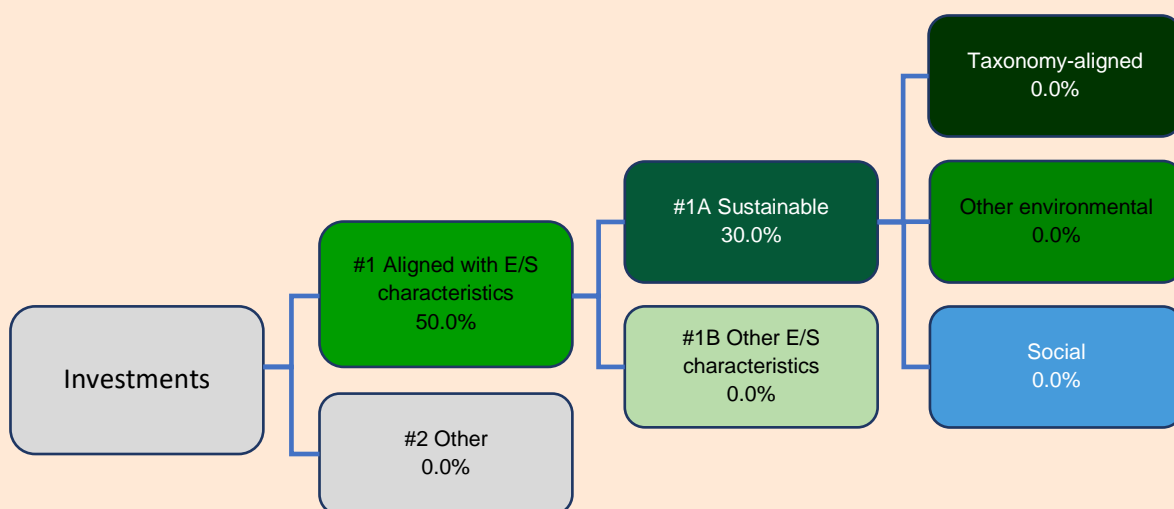 Investments
#1 Aligned with E/S
characteristics
50.0%
#2 Other
0.0%
#1A Sustainable
30.0%
#1B Other E/S
characteristics
0.0%
Taxonomy-aligned
0.0%
Other environmental
0.0%
Social
0.0%